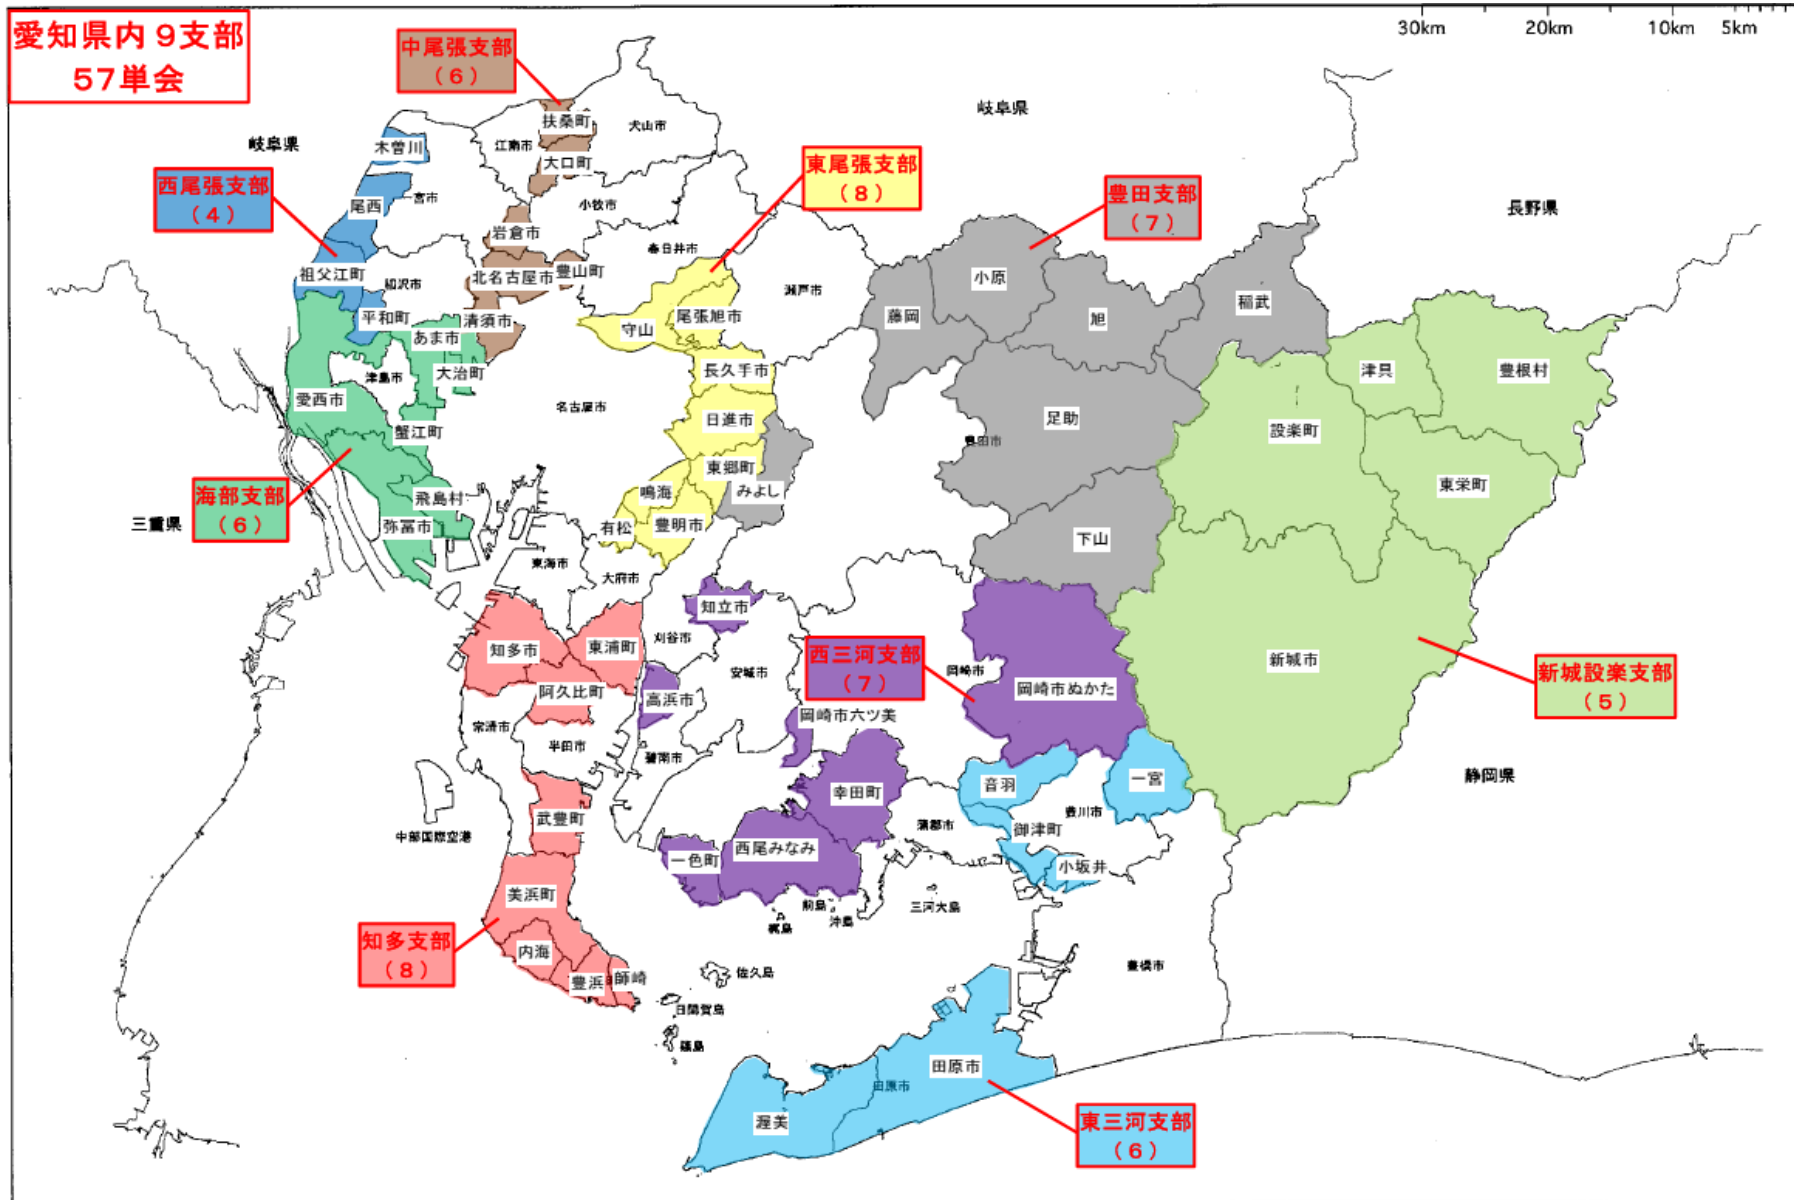 愛知県内9支部
57単会
30km
20km
10km
5km
中尾張支部
(6)
岐阜県
岐阜県
扶桑町
犬山市
江南市
木曽川
大口町
東尾張支部
(8)
西尾張支部
(4)
豊田支部
(7)
宮市
尾西
小牧市
長野県
岩倉市
春日井市
祖父江町
稲沢市
北名古屋市
豊山町
瀬戸市
小原
稲武
平和町
清須市
尾張旭市
藤岡
旭
あま市
守山
大治町
津島市
長久手市
津具
豊根村
愛西市
名古屋市
日進市
足助
設楽町
蟹江町
豊田市
東郷町
みよし
東栄町
海部支部
(6)
飛島村
鳴海
三重県
弥冨市
有松
豊明市
下山
東海市
大府市
知立市
知多市
東浦町
刈谷市
西三河支部
(7)
安城市
岡崎市
岡崎市ぬかた
新城市
新城設楽支部
(5)
阿久比町
高浜市
岡崎市六ツ美
常滑市
半田市
碧南市
音羽
一宮
静岡県
幸田町
武豊町
中部国際空港
蒲郡市
豊川市
御津町
西尾みなみ
一色町
小坂井
美浜町
前島
沖島
梶島
三河大島
知多支部
(8)
内海
豊浜
師崎
佐久島
豊橋市
日間賀島
篠島
田原市
田原市
渥美
東三河支部
(6)